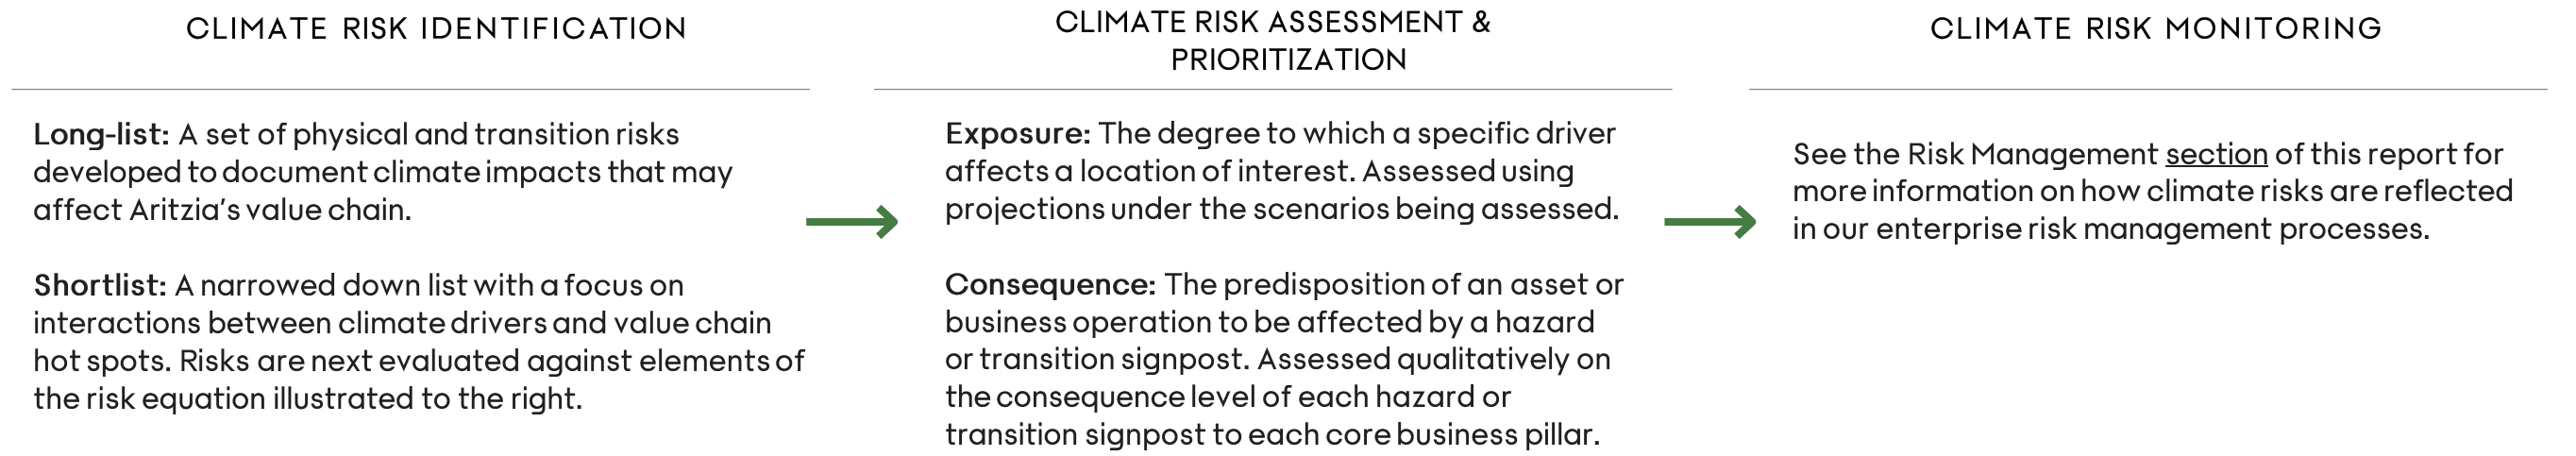 CLIMATE RISK IDENTIFICATION
Long-list: A set of physical and transition risks
developed to document climate impacts that may
affect Aritzia's value chain.
Shortlist: A narrowed down list with a focus on
interactions between climate drivers and value chain
hot spots. Risks are next evaluated against elements of
the risk equation illustrated to the right.
CLIMATE RISK ASSESSMENT &
PRIORITIZATION
Exposure: The degree to which a specific driver
affects a location of interest. Assessed using
projections under the scenarios being assessed.
Consequence: The predisposition of an asset or
business operation to be affected by a hazard
or transition signpost. Assessed qualitatively on
the consequence level of each hazard or
transition signpost to each core business pillar.
CLIMATE RISK MONITORING
See the Risk Management section of this report for
more information on how climate risks are reflected
in our enterprise risk management processes.